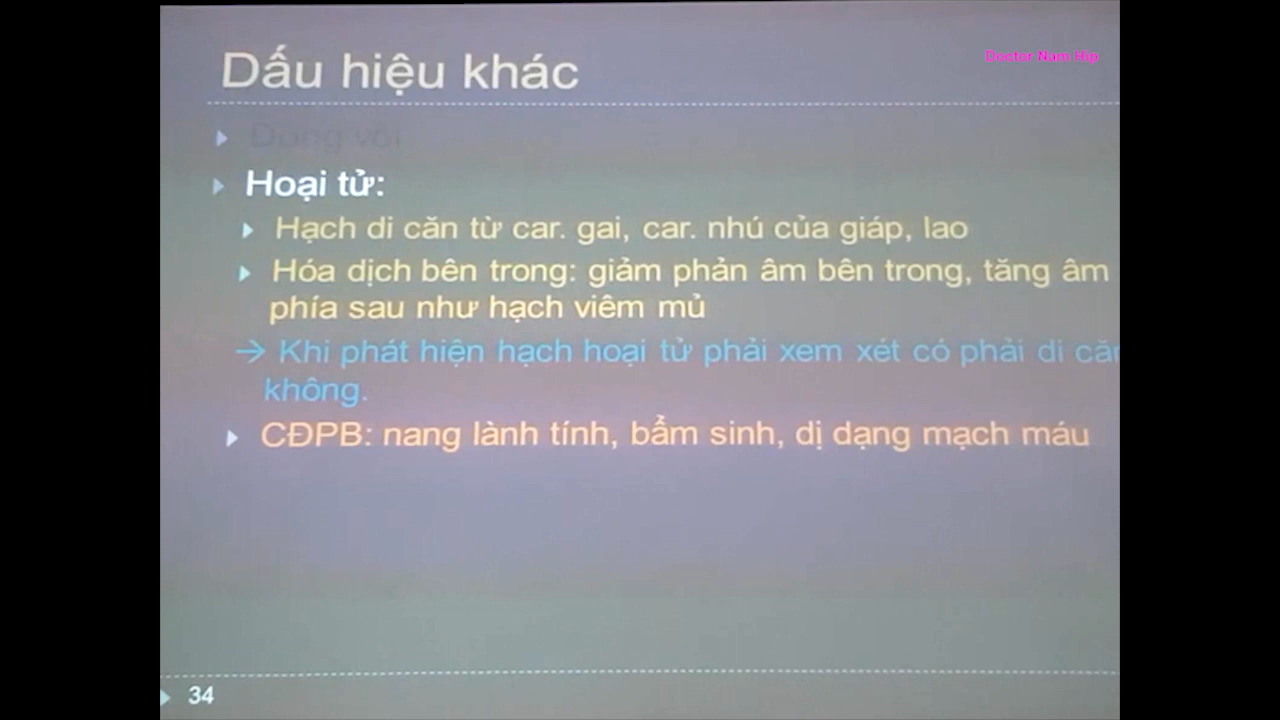 Dấu hiệu khác
Doctor Nam Hip
Đóng vôi
Hoại tử:
Hạch di căn từ car. gai, car. nhú của giáp, lao
Hóa dịch bên trong: giảm phản âm bên trong, tăng âm
phía sau như hạch viêm mủ
→ Khi phát hiện hạch hoại tử phải xem xét có phải di
không.
CĐPB: nang lành tính, bẩm sinh, dị dạng mạch máu
34